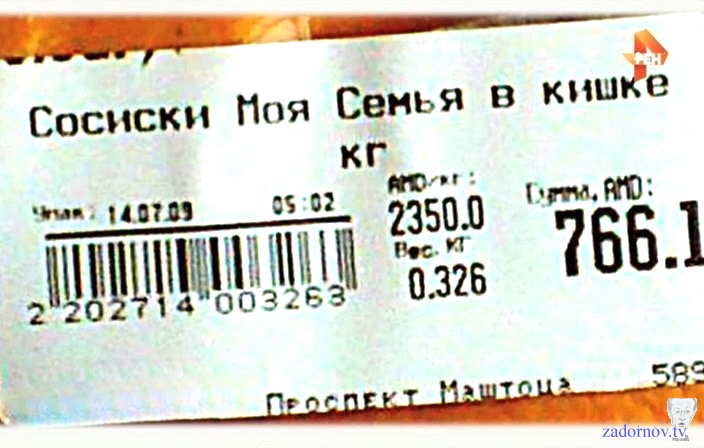 РЕН
Сосиски Моя Семья в кишке
кг
Упак: 14.07.09 05:02
AMD/кг:
2350.0
Сумма, AMD:
766.1
Вес, кг
0.326
2 202714 003263
Проспект Маштоца 589
zadornov.tv